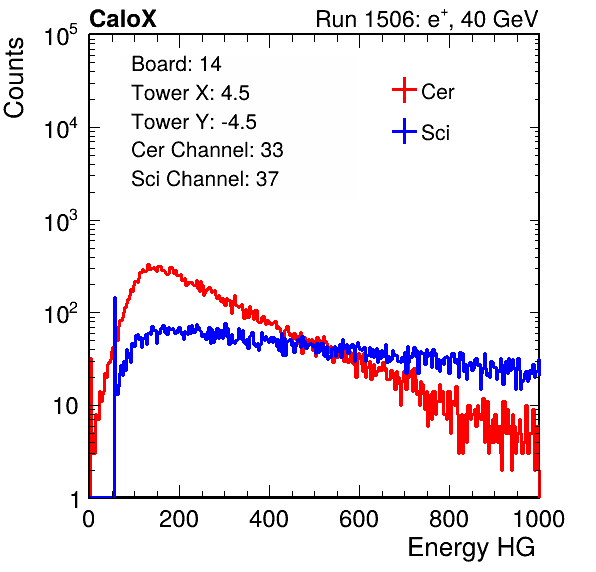 CaloX Run 1506: e+, 40 GeV
Counts
Board: 14
Tower X: 4.5
Tower Y: -4.5
Cer Channel: 33
Sci Channel: 37
Cer
Sci
10^5
10^4
10^3
10^2
10
1
0 200 400 600 800 1000
Energy HG